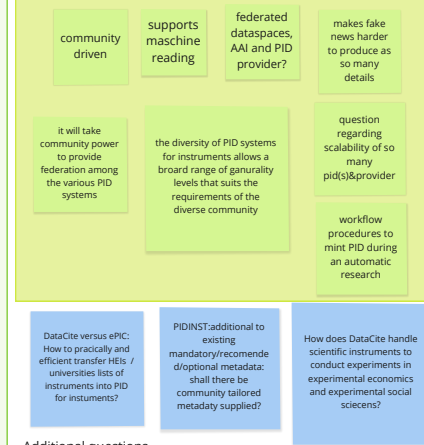 community
driven
supports
maschine
reading
federated
dataspaces,
AAI and PID
provider?
makes fake
news harder
to produce as
so many
details
it will take
community power
to provide
federation among
the various PID
systems
the diversity of PID systems
for instruments allows a
broard range of ganurality
levels that suits the
requirements of the
diverse community
question
regarding
scalability of so
many
pid(s)&provider
workflow
procedures to
mint PID during
an automatic
research
DataCite versus ePIC:
How to pracically and
efficient transfer HEIs /
universities lists of
instruments into PID
for instuments?
PIDINST:additional to
existing
mandatory/recomende
d/optional metadata:
shall there be
community tailored
metadaty supplied?
How does DataCite handle
scientific instruments to
conduct experiments in
experimental economics
and experimental social
sciecens?
Additional questions